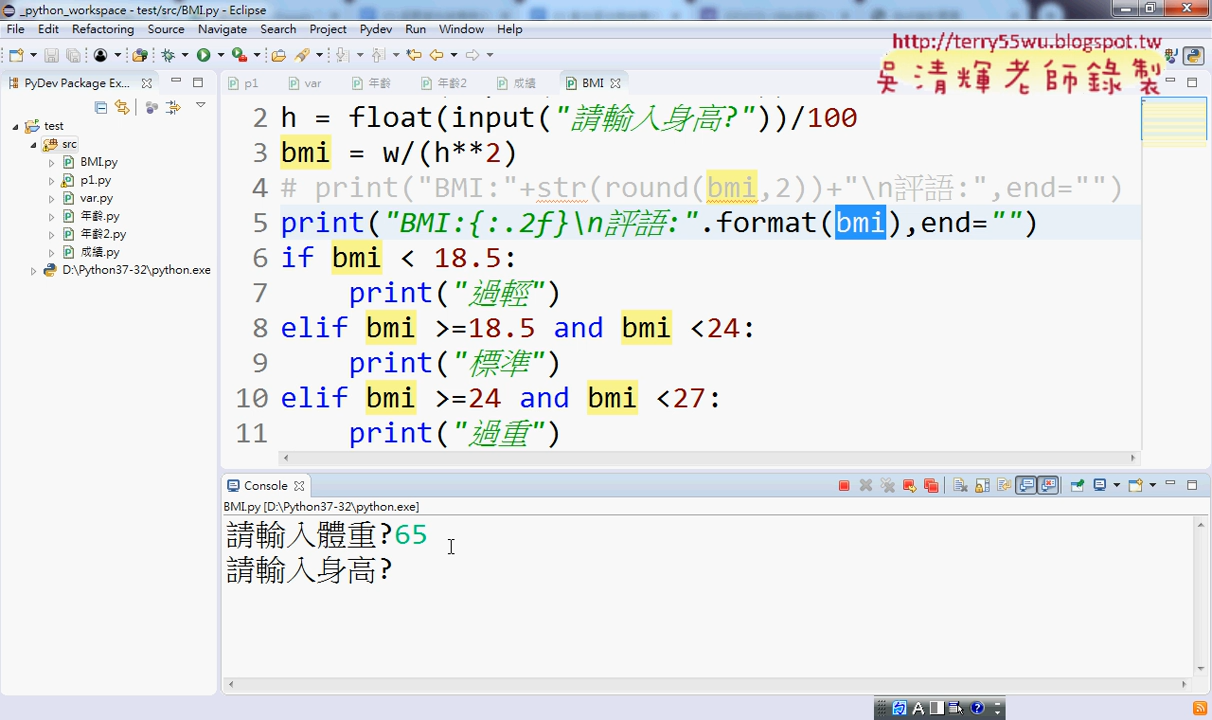 _python_workspace - test/src/BMI.py - Eclipse
File Edit Refactoring Source Navigate Search Project Pydev Run Window Help
http://terry55wu.blogspot.tw
吳清輝老師錄製
PyDev Package Ex...
p1 var 年齡 年齡2 成績 BMI
test
src
BMI.py
p1.py
var.py
年齡.py
年齡2.py
成績.py
D:\Python37-32\python.exe
2 h = float(input("請輸入身高?"))/100
3 bmi = w/(h**2)
4 # print("BMI:"+str(round(bmi,2))+"\n評語:",end="")
5 print("BMI:{:.2f}\n評語:".format(bmi),end="")
6 if bmi < 18.5:
7 print("過輕")
8 elif bmi >=18.5 and bmi <24:
9 print("標準")
10 elif bmi >=24 and bmi <27:
11 print("過重")
Console
BMI.py [D:\Python37-32\python.exe]
請輸入體重?65
請輸入身高?